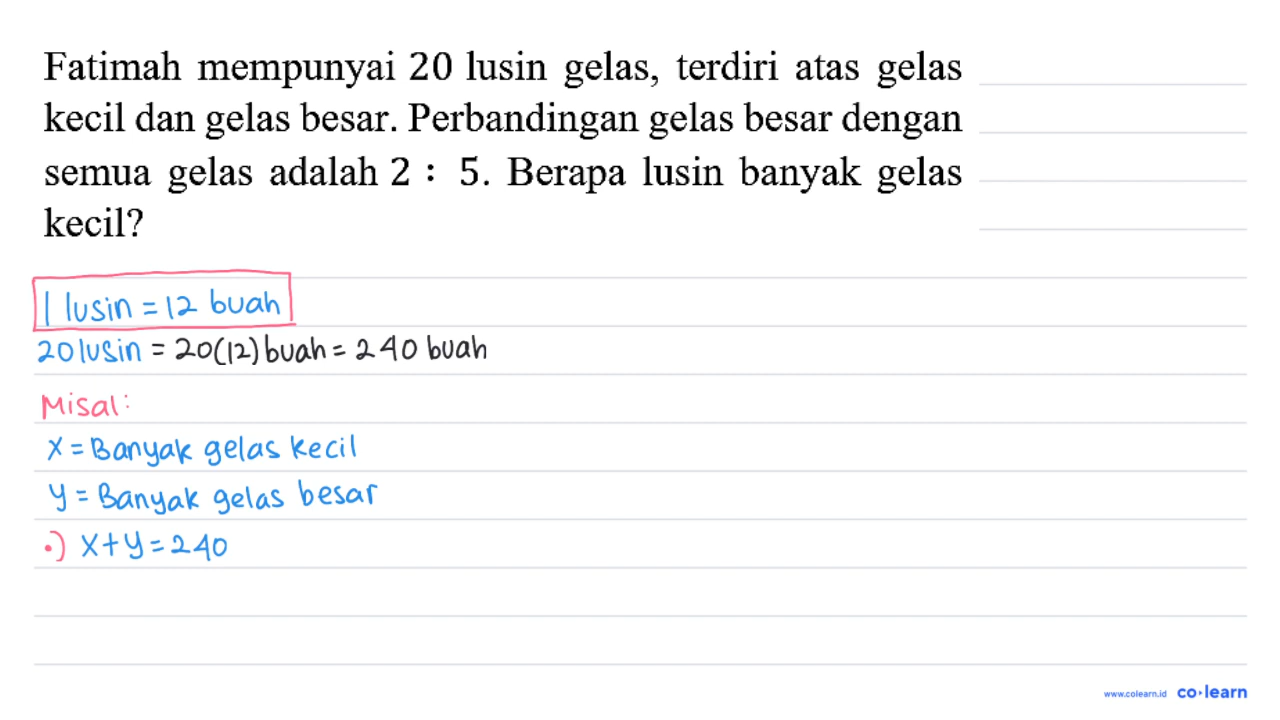 Fatimah mempunyai 20 lusin gelas, terdiri atas gelas
kecil dan gelas besar. Perbandingan gelas besar dengan
semua gelas adalah 2 : 5. Berapa lusin banyak gelas
kecil?
1 lusin = 12 buah
20 lusin = 20(12) buah = 240 buah
Misal:
x = Banyak gelas kecil
y = Banyak gelas besar
•) x + y = 240
www.colearn.id co·learn